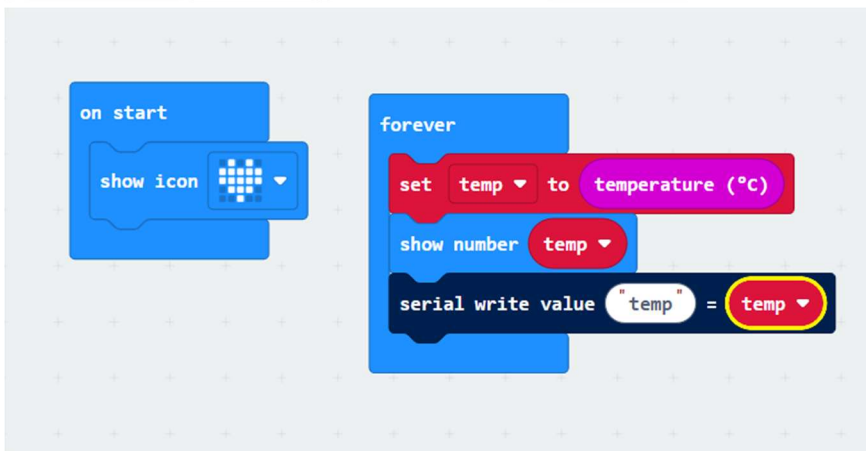 on start
show icon
forever
set temp to temperature (°C)
show number temp
serial write value "temp" = temp